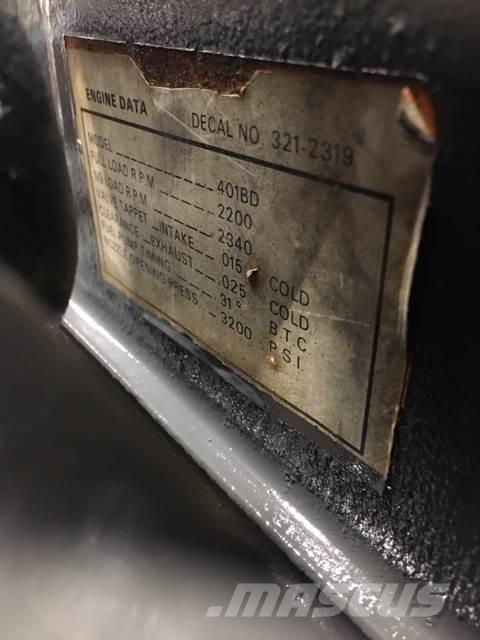 ENGINE DATA DECAL NO 321-2319
MODEL 401BD
FULL LOAD R.P.M 2200
NO LOAD R.P.M 2340
VALVE TAPPET INTAKE .015 COLD
CLEARANCE EXHAUST .025 COLD
FUEL PUMP TIMING 31° B.T.C
NOZZLE OPENING PRESS 3200 P.S.I.
MASCUS